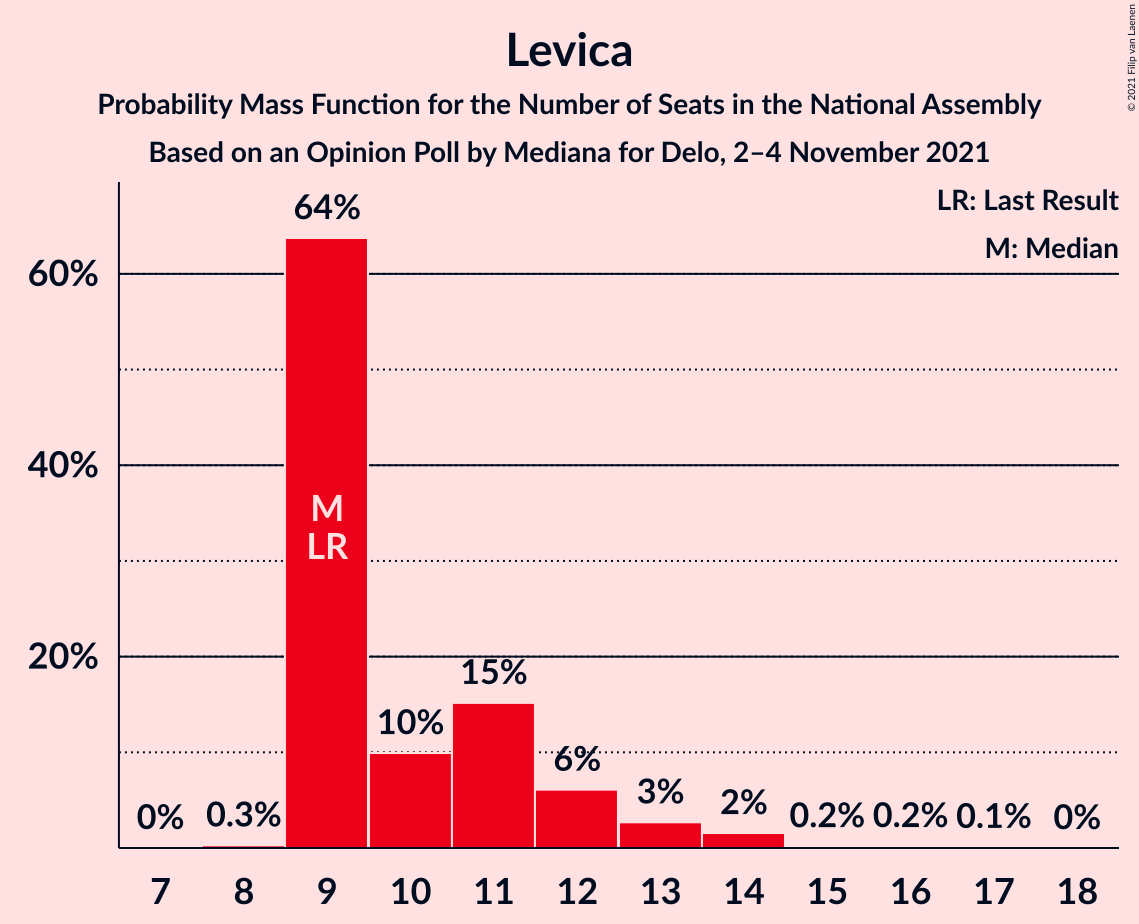 Levica
Probability Mass Function for the Number of Seats in the National Assembly
Based on an Opinion Poll by Mediana for Delo, 2–4 November 2021
© 2021 Filip van Laenen
LR: Last Result
M: Median
64%
60%
40%
M
LR
20%
15%
10%
6%
3%
2%
0%
0.3%
0.2%
0.2%
0.1%
0%
7 8 9 10 11 12 13 14 15 16 17 18